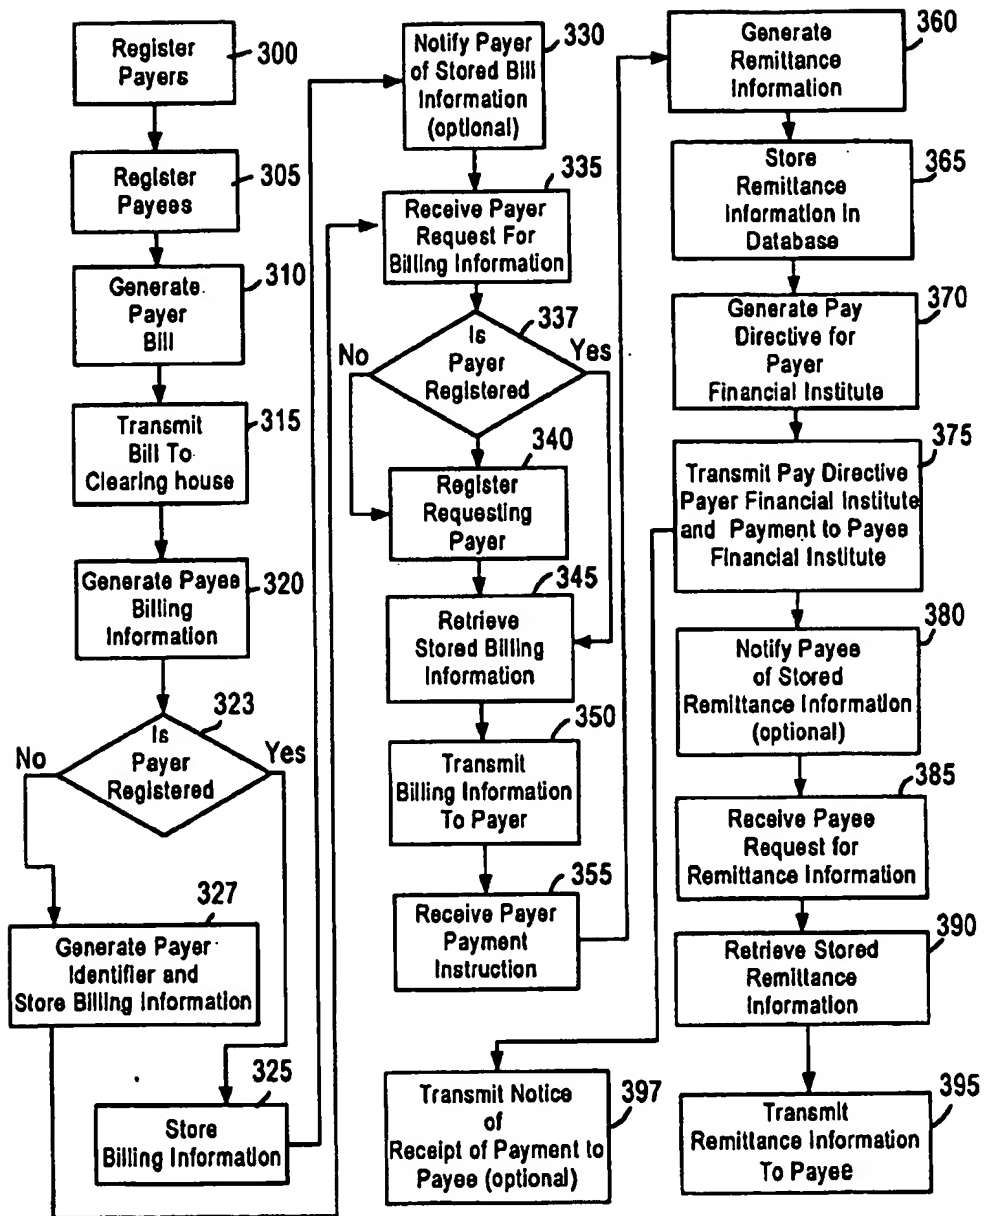 Register
Payers
300
Register
Payees
305
Generate
Payer
Bill
310
Transmit
Bill To
Clearing house
315
Generate Payee
Billing
Information
320
Is
Payer
Registered
323
No
Yes
Generate Payer
Identifier and
Store Billing Information
327
Store
Billing Information
325
Notify Payer
of Stored Bill
Information
(optional)
330
Receive Payer
Request For
Billing Information
335
Is
Payer
Registered
337
No
Yes
Register
Requesting
Payer
340
Retrieve
Stored Billing
Information
345
Transmit
Billing Information
To Payer
350
Receive Payer
Payment
Instruction
355
Generate
Remittance
Information
360
Store
Remittance
Information in
Database
365
Generate Pay
Directive for
Payer
Financial Institute
370
Transmit Pay Directive
Payer Financial Institute
and Payment to Payee
Financial Institute
375
Notify Payee
of Stored
Remittance Information
(optional)
380
Receive Payee
Request for
Remittance Information
385
Retrieve Stored
Remittance
Information
390
Transmit
Remittance Information
To Payee
395
Transmit Notice
of
Receipt of Payment to
Payee (optional)
397